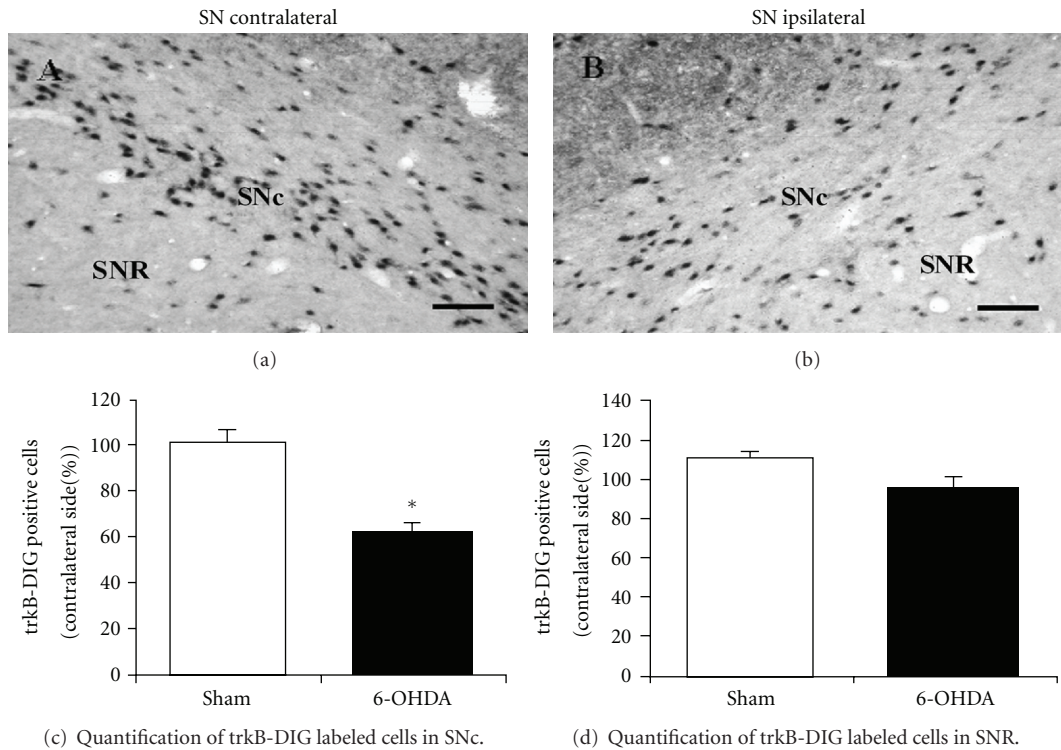 SN contralateral
SN ipsilateral
A
SNc
SNR
B
SNc
SNR
(a)
(b)
trkB-DIG positive cells
(contralateral side(%))
120
100
80
60
40
20
0
*
Sham
6-OHDA
(c) Quantification of trkB-DIG labeled cells in SNc.
trkB-DIG positive cells
(contralateral side(%))
140
120
100
80
60
40
20
0
Sham
6-OHDA
(d) Quantification of trkB-DIG labeled cells in SNR.